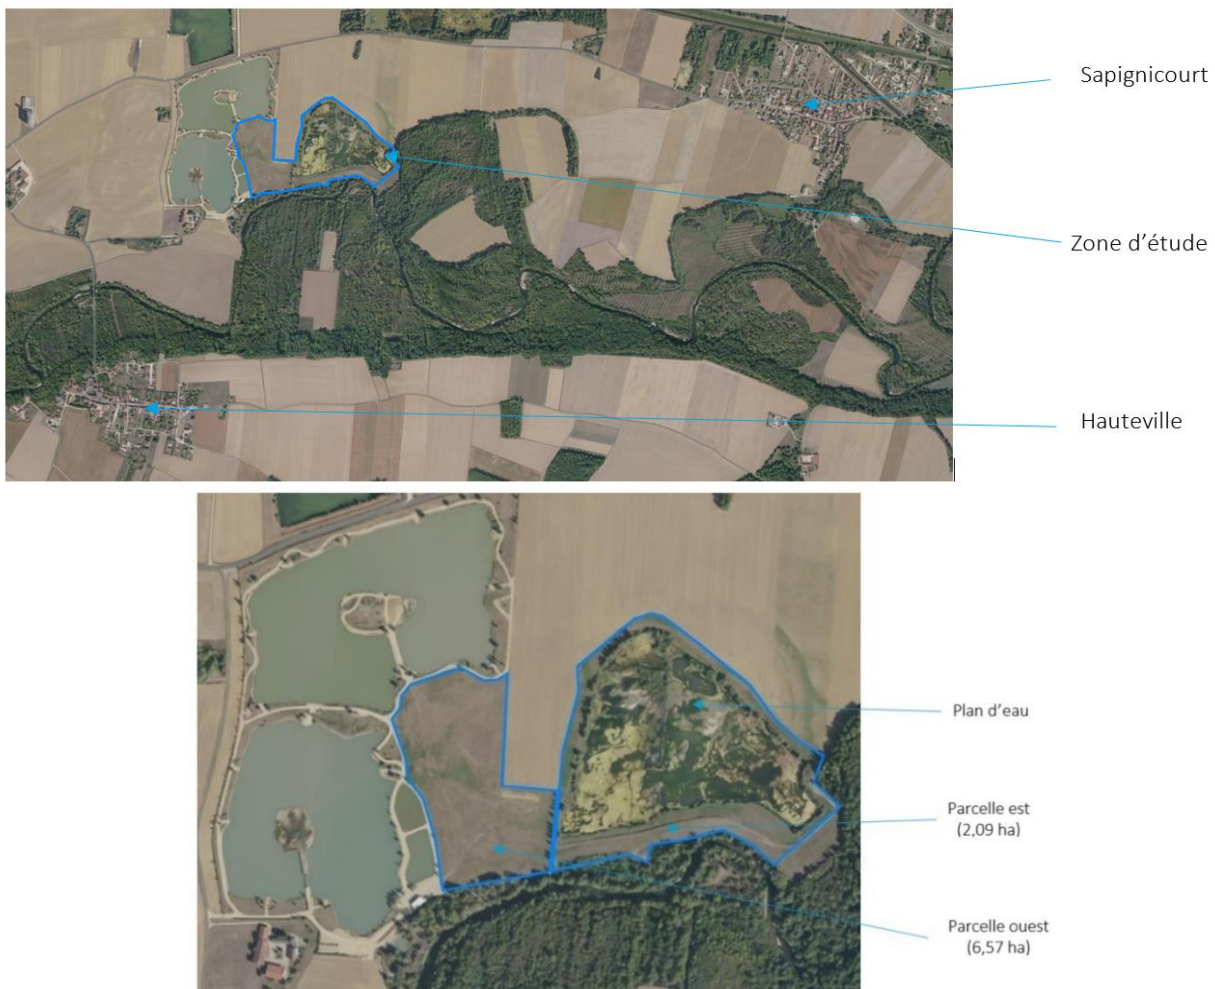 Sapignicourt
Zone d'étude
Hauteville
Plan d'eau
Parcelle est
(2,09 ha)
Parcelle ouest
(6,57 ha)